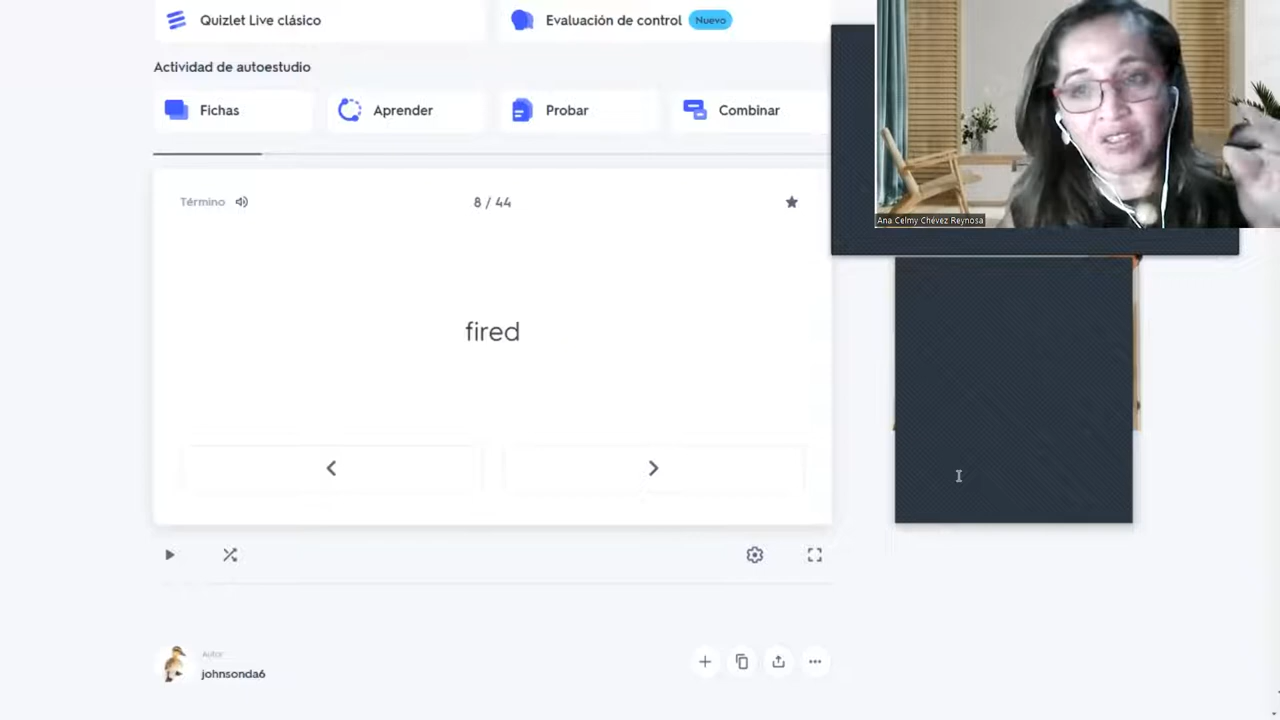 Quizlet Live clásico
Evaluación de control Nuevo
Actividad de autoestudio
Fichas
Aprender
Probar
Combinar
Término
8 / 44
fired
Autor
johnsonda6
Ana Celmy Chévez Reynosa